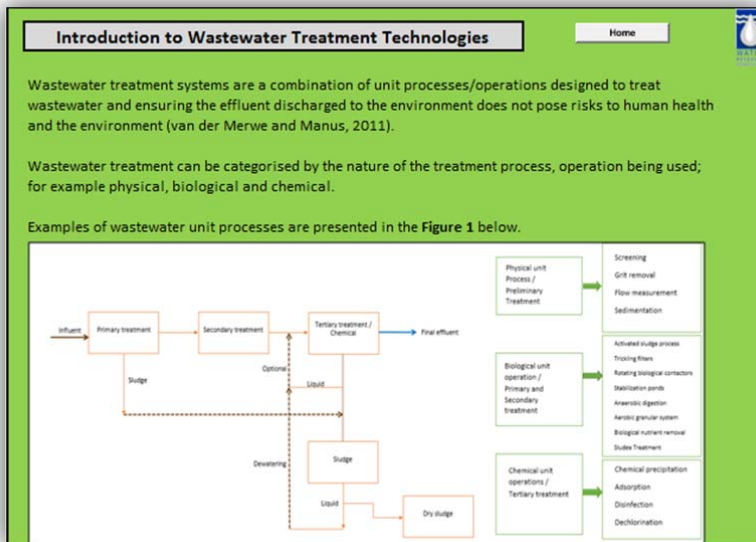 Introduction to Wastewater Treatment Technologies
Home
Wastewater treatment systems are a combination of unit processes/operations designed to treat
wastewater and ensuring the effluent discharged to the environment does not pose risks to human health
and the environment (van der Merwe and Manus, 2011).
Wastewater treatment can be categorised by the nature of the treatment process, operation being used;
for example physical, biological and chemical.
Examples of wastewater unit processes are presented in the Figure 1 below.
Influent
Primary treatment
Secondary treatment
Tertiary treatment /
Chemical
Final effluent
Sludge
Optional
Liquid
Dewatering
Sludge
Liquid
Dry sludge
Physical unit
Process /
Preliminary
Treatment
Screening
Grit removal
Flow measurement
Sedimentation
Biological unit
operation /
Primary and
Secondary
treatment
Activated sludge process
Trickling filters
Rotating biological contactors
Stabilization ponds
Anaerobic digestion
Aerobic granular system
Biological nutrient removal
Sludge Treatment
Chemical unit
operations /
Tertiary treatment
Chemical precipitation
Adsorption
Disinfection
Dechlorination